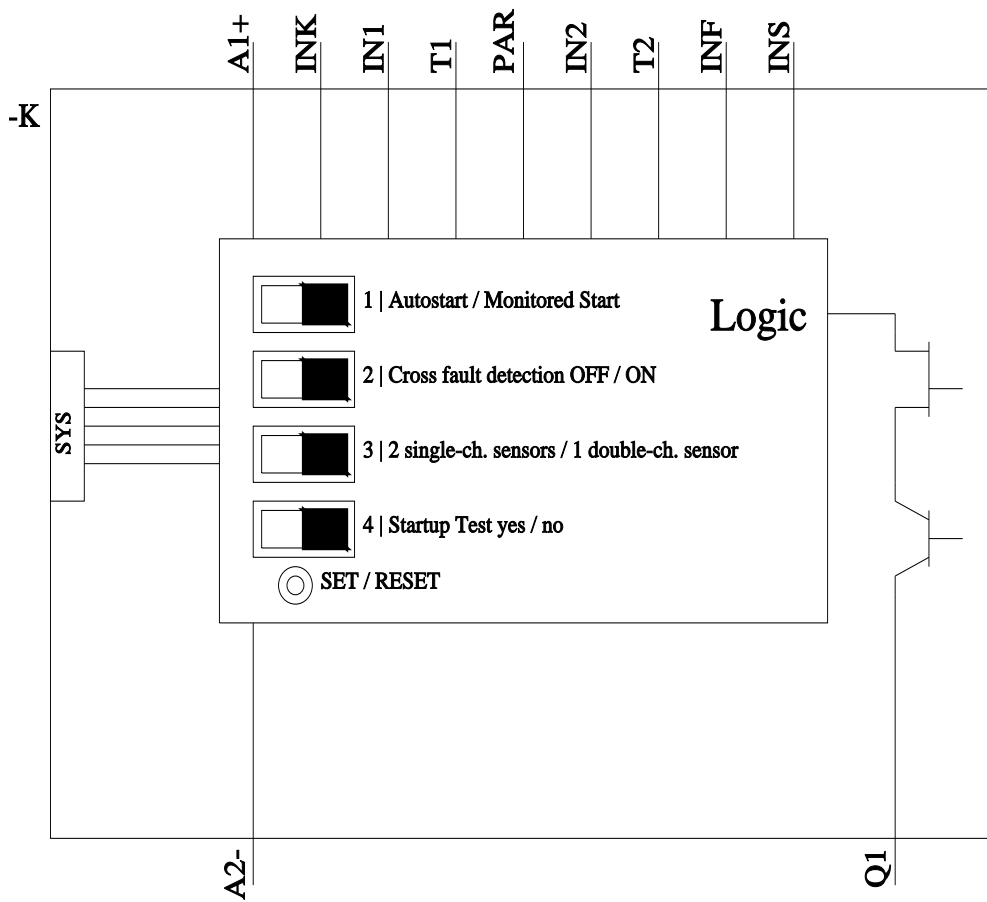 A1+
INK
IN1
T1
PAR
IN2
T2
INF
INS
-K
1 | Autostart / Monitored Start
Logic
2 | Cross fault detection OFF / ON
SYS
3 | 2 single-ch. sensors / 1 double-ch. sensor
4 | Startup Test yes / no
SET / RESET
A2-
Q1